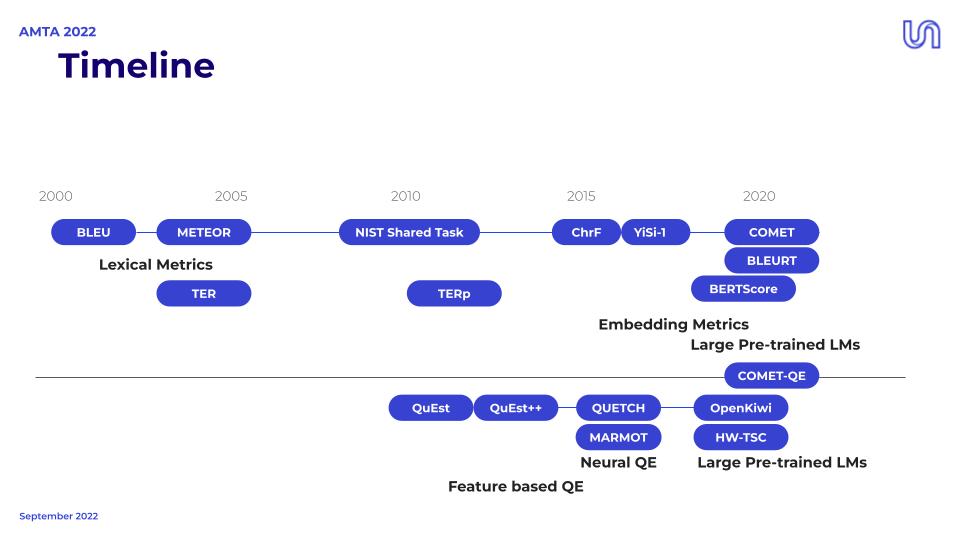 AMTA 2022
Timeline
2000 2005 2010 2015 2020
BLEU METEOR NIST Shared Task ChrF YiSi-1 COMET
BLEURT
Lexical Metrics
BERTScore
TER TERp
Embedding Metrics
Large Pre-trained LMs
COMET-QE
QuEst QuEst++ QUETCH OpenKiwi
MARMOT HW-TSC
Neural QE Large Pre-trained LMs
Feature based QE
September 2022